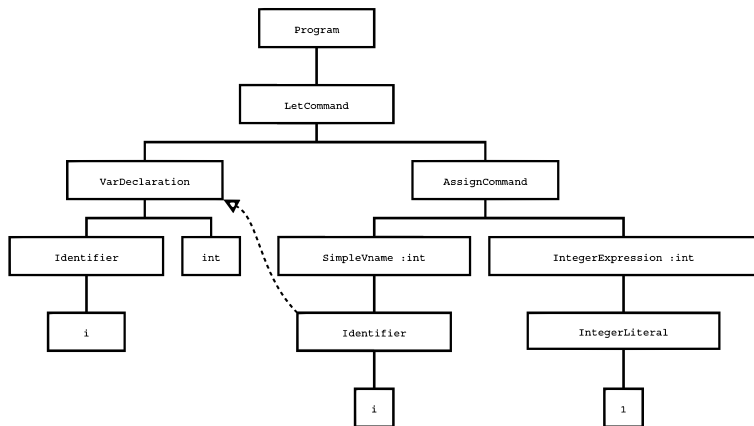 Program
LetCommand
VarDeclaration
AssignCommand
Identifier
int
SimpleVname :int
IntegerExpression :int
i
Identifier
IntegerLiteral
i
1